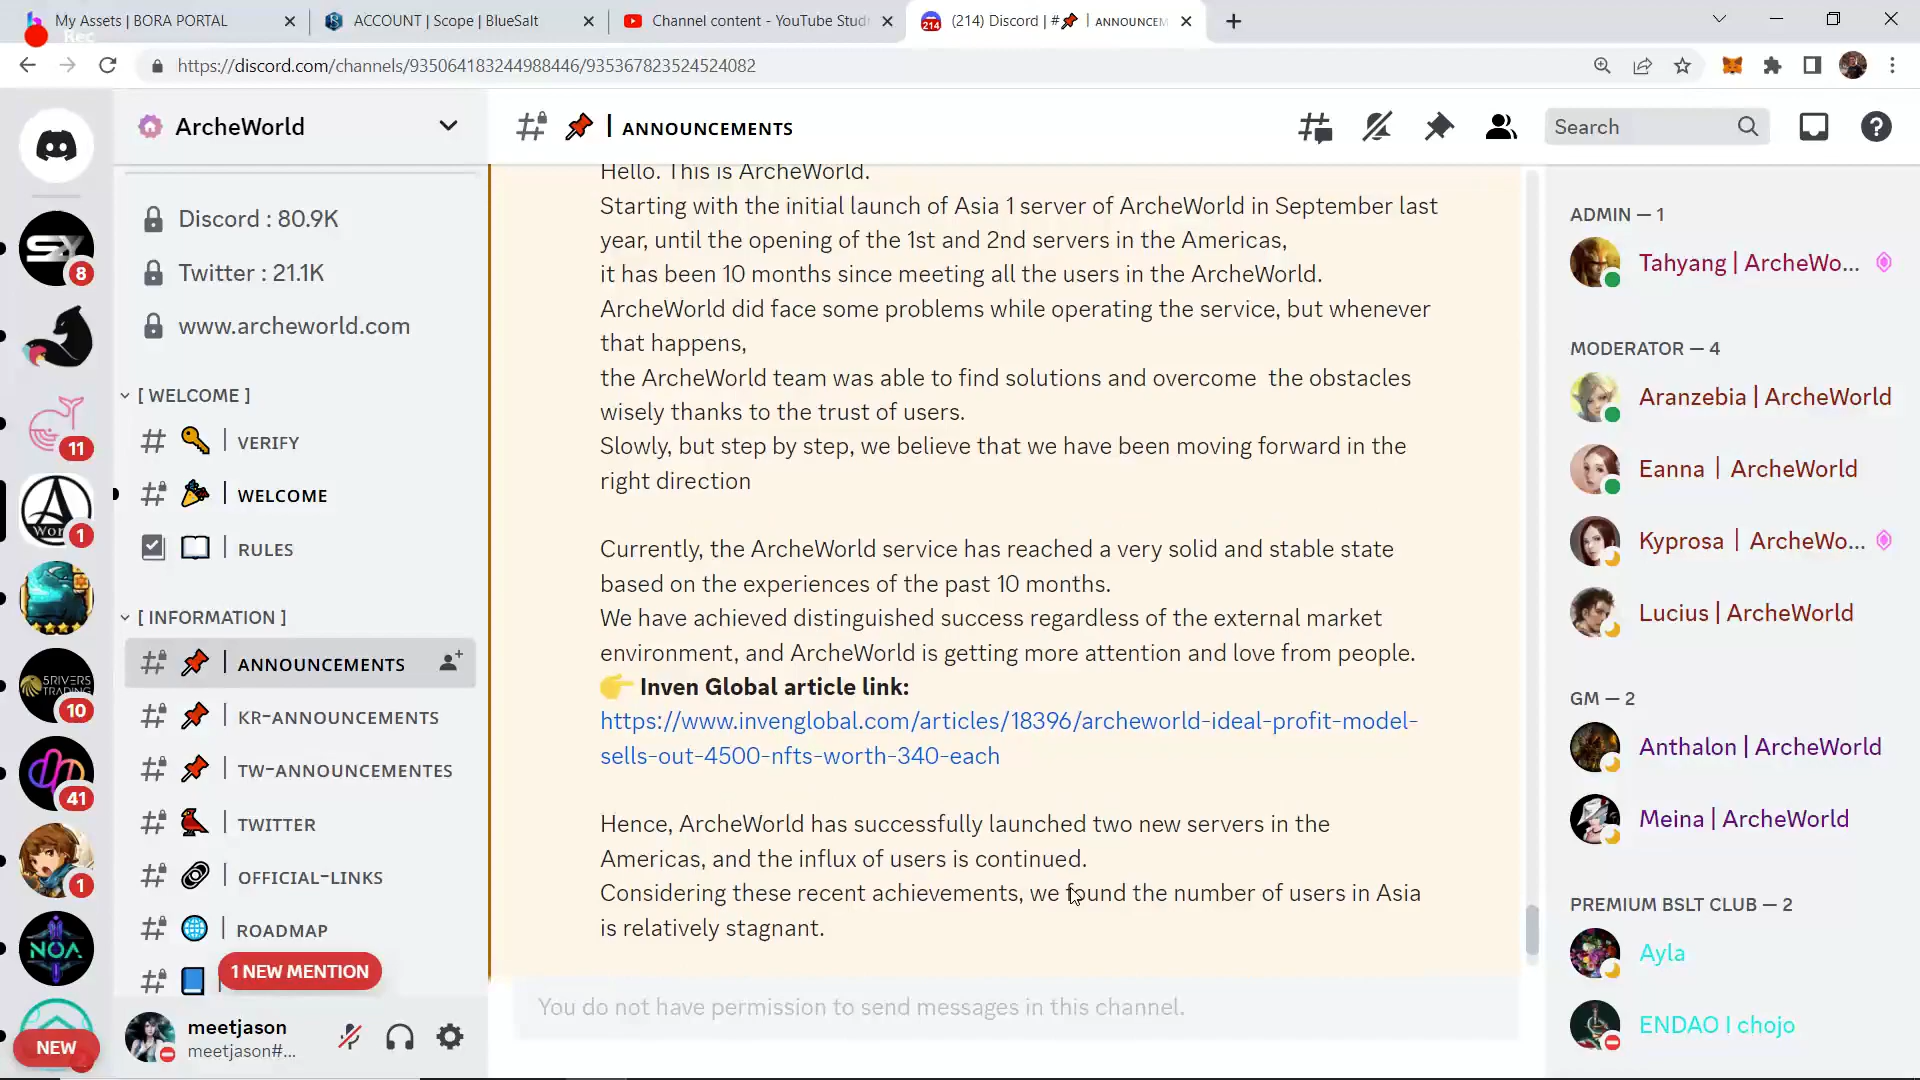 My Assets | BORA PORTAL
ACCOUNT | Scope | BlueSalt
Channel content - YouTube Stud
(214) Discord | #📌 | ANNOUNCEM
Rec
https://discord.com/channels/935064183244988446/935367823524524082
ArcheWorld
| ANNOUNCEMENTS
Search
Discord : 80.9K
Twitter : 21.1K
www.archeworld.com
[ WELCOME ]
| VERIFY
| WELCOME
| RULES
[ INFORMATION ]
| ANNOUNCEMENTS
| KR-ANNOUNCEMENTS
| TW-ANNOUNCEMENTES
| TWITTER
| OFFICIAL-LINKS
| ROADMAP
1 NEW MENTION
8
11
1
5RIVERS
TRADING
10
41
1
NOA
NEW
meetjason
meetjason#...
Hello. This is ArcheWorld.
Starting with the initial launch of Asia 1 server of ArcheWorld in September last
year, until the opening of the 1st and 2nd servers in the Americas,
it has been 10 months since meeting all the users in the ArcheWorld.
ArcheWorld did face some problems while operating the service, but whenever
that happens,
the ArcheWorld team was able to find solutions and overcome  the obstacles
wisely thanks to the trust of users.
Slowly, but step by step, we believe that we have been moving forward in the
right direction
Currently, the ArcheWorld service has reached a very solid and stable state
based on the experiences of the past 10 months.
We have achieved distinguished success regardless of the external market
environment, and ArcheWorld is getting more attention and love from people.
👉 Inven Global article link:
https://www.invenglobal.com/articles/18396/archeworld-ideal-profit-model-
sells-out-4500-nfts-worth-340-each
Hence, ArcheWorld has successfully launched two new servers in the
Americas, and the influx of users is continued.
Considering these recent achievements, we found the number of users in Asia
is relatively stagnant.
You do not have permission to send messages in this channel.
ADMIN — 1
Tahyang | ArcheWo...
MODERATOR — 4
Aranzebia | ArcheWorld
Eanna | ArcheWorld
Kyprosa | ArcheWo...
Lucius | ArcheWorld
GM — 2
Anthalon | ArcheWorld
Meina | ArcheWorld
PREMIUM BSLT CLUB — 2
Ayla
ENDAO I chojo